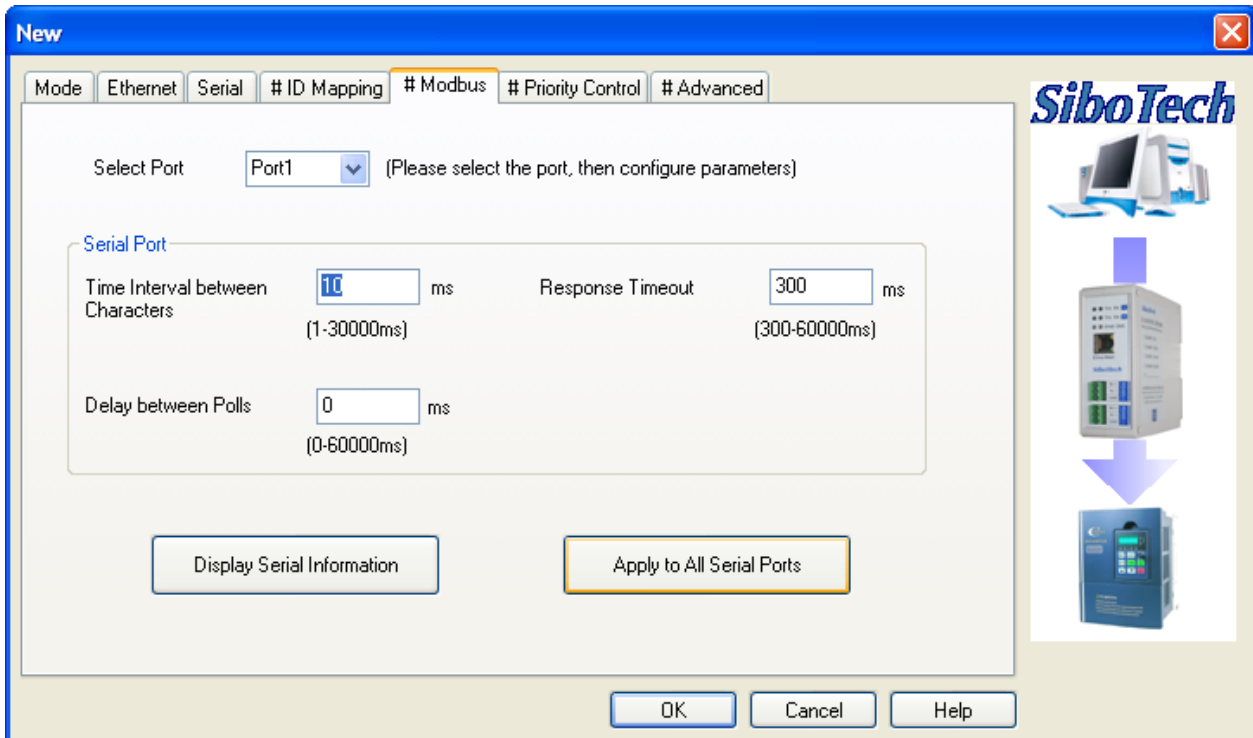 New
Mode Ethernet Serial # ID Mapping # Modbus # Priority Control # Advanced
SiboTech
Select Port Port1 (Please select the port, then configure parameters)
Serial Port
Time Interval between Characters 10 ms Response Timeout 300 ms
(1-30000ms) (300-60000ms)
Delay between Polls 0 ms
(0-60000ms)
Display Serial Information Apply to All Serial Ports
OK Cancel Help